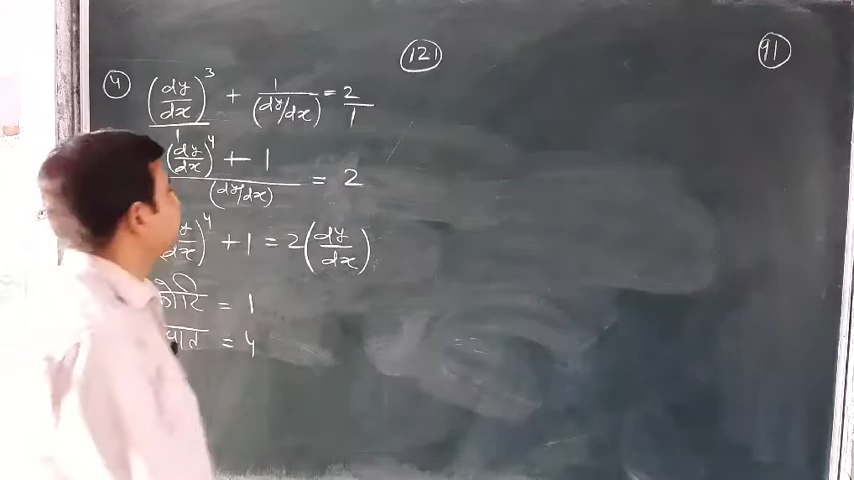 121
91
4 (dy/dx)³ + 1/(dy/dx) = 2/1
(dy/dx)⁴ + 1 / (dy/dx) = 2
)⁴ + 1 = 2(dy/dx)
कोटि = 1
घात = 4